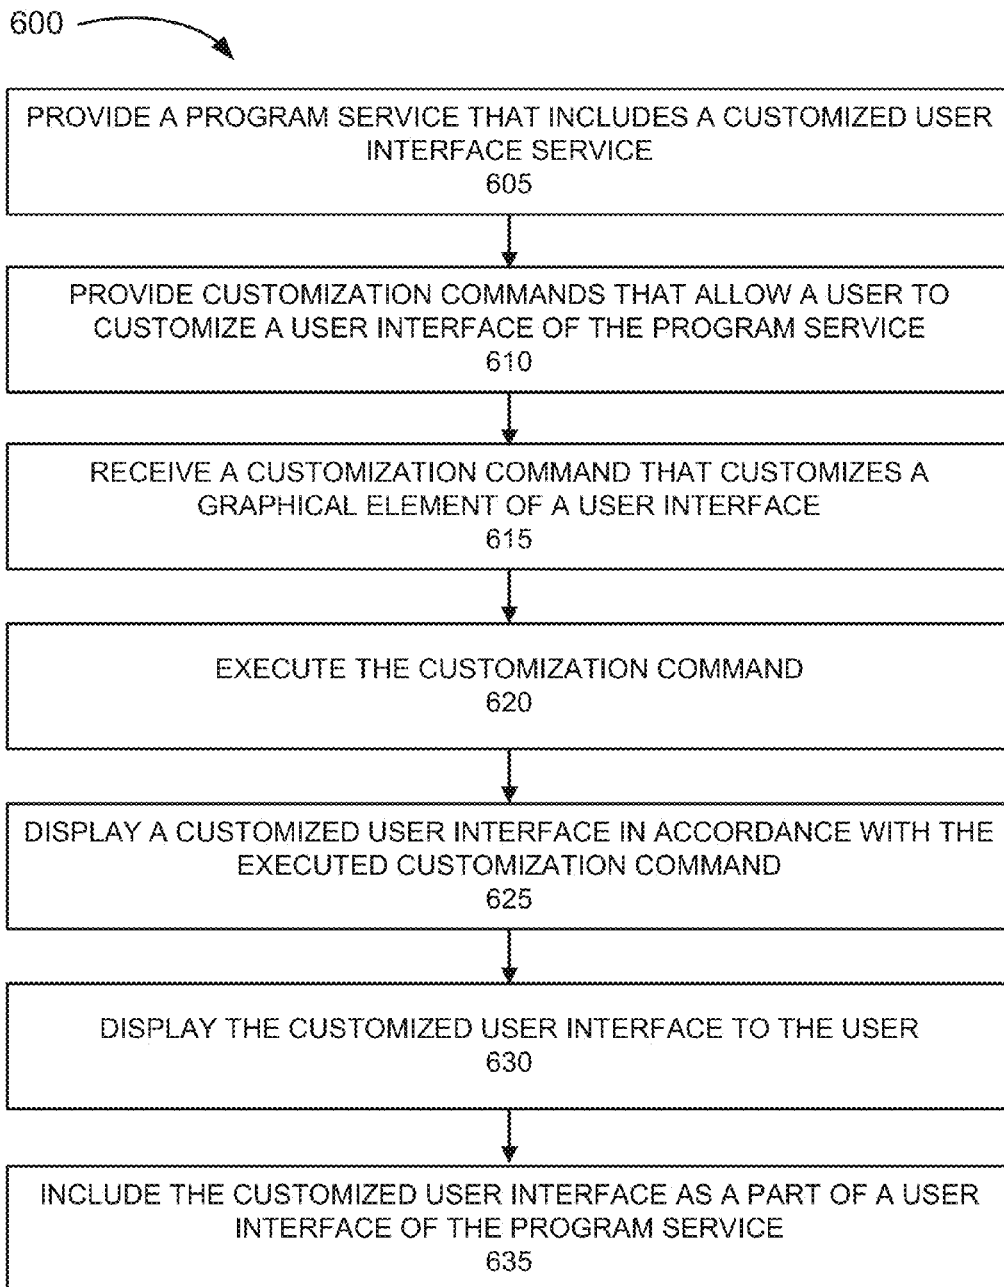 600
PROVIDE A PROGRAM SERVICE THAT INCLUDES A CUSTOMIZED USER
INTERFACE SERVICE
605
PROVIDE CUSTOMIZATION COMMANDS THAT ALLOW A USER TO
CUSTOMIZE A USER INTERFACE OF THE PROGRAM SERVICE
610
RECEIVE A CUSTOMIZATION COMMAND THAT CUSTOMIZES A
GRAPHICAL ELEMENT OF A USER INTERFACE
615
EXECUTE THE CUSTOMIZATION COMMAND
620
DISPLAY A CUSTOMIZED USER INTERFACE IN ACCORDANCE WITH THE
EXECUTED CUSTOMIZATION COMMAND
625
DISPLAY THE CUSTOMIZED USER INTERFACE TO THE USER
630
INCLUDE THE CUSTOMIZED USER INTERFACE AS A PART OF A USER
INTERFACE OF THE PROGRAM SERVICE
635